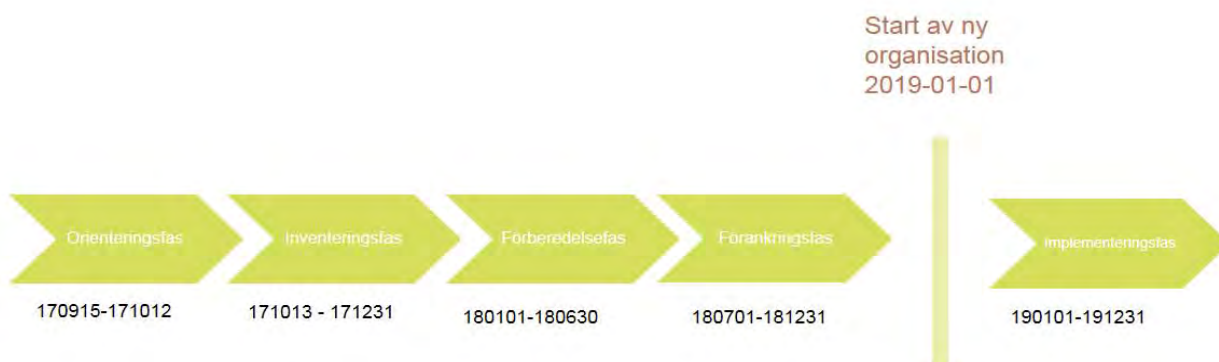 Start av ny
organisation
2019-01-01
Orienteringsfas
Inventeringsfas
Förberedelsefas
Förankringsfas
Implementeringsfas
170915-171012
171013 - 171231
180101-180630
180701-181231
190101-191231